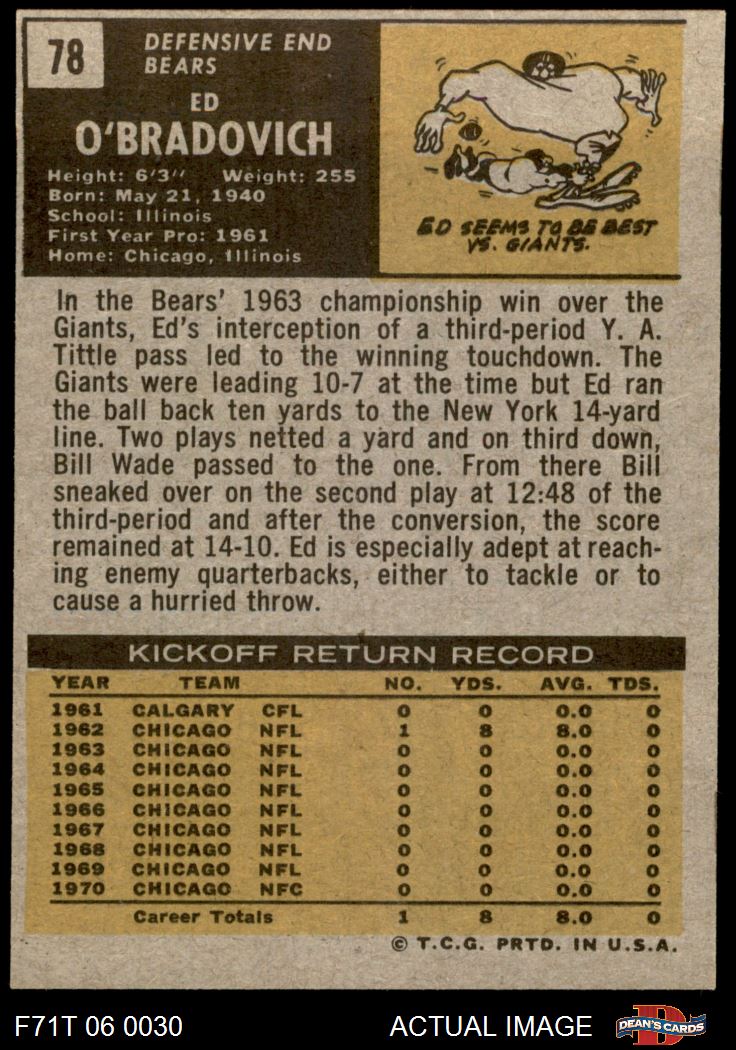 78
DEFENSIVE END
BEARS
ED
O'BRADOVICH
Height: 6'3" Weight: 255
Born: May 21, 1940
School: Illinois
First Year Pro: 1961
Home: Chicago, Illinois
ED SEEMS TO BE BEST
VS. GIANTS.
In the Bears' 1963 championship win over the
Giants, Ed's interception of a third-period Y. A.
Tittle pass led to the winning touchdown. The
Giants were leading 10-7 at the time but Ed ran
the ball back ten yards to the New York 14-yard
line. Two plays netted a yard and on third down,
Bill Wade passed to the one. From there Bill
sneaked over on the second play at 12:48 of the
third-period and after the conversion, the score
remained at 14-10. Ed is especially adept at reach-
ing enemy quarterbacks, either to tackle or to
cause a hurried throw.
KICKOFF RETURN RECORD
YEAR TEAM NO. YDS. AVG. TDS.
1961 CALGARY CFL 0 0 0.0 0
1962 CHICAGO NFL 1 8 8.0 0
1963 CHICAGO NFL 0 0 0.0 0
1964 CHICAGO NFL 0 0 0.0 0
1965 CHICAGO NFL 0 0 0.0 0
1966 CHICAGO NFL 0 0 0.0 0
1967 CHICAGO NFL 0 0 0.0 0
1968 CHICAGO NFL 0 0 0.0 0
1969 CHICAGO NFL 0 0 0.0 0
1970 CHICAGO NFC 0 0 0.0 0
Career Totals 1 8 8.0 0
© T.C.G. PRTD. IN U.S.A.
F71T 06 0030 ACTUAL IMAGE DEAN'S CARDS